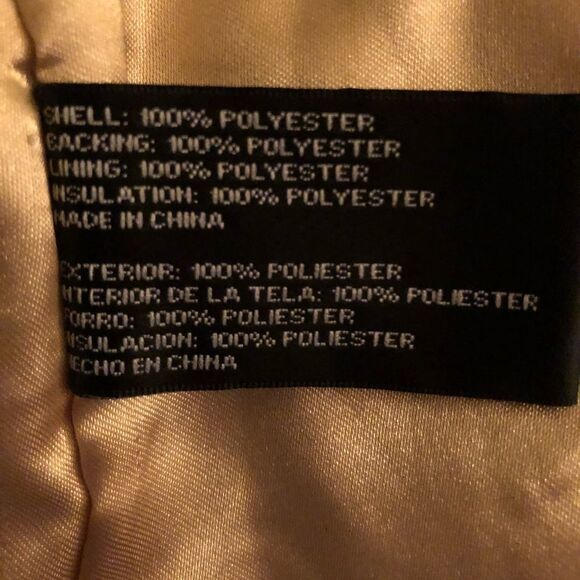 SHELL: 100% POLYESTER
BACKING: 100% POLYESTER
LINING: 100% POLYESTER
INSULATION: 100% POLYESTER
MADE IN CHINA
EXTERIOR: 100% POLIESTER
INTERIOR DE LA TELA: 100% POLIESTER
FORRO: 100% POLIESTER
INSULACION: 100% POLIESTER
HECHO EN CHINA